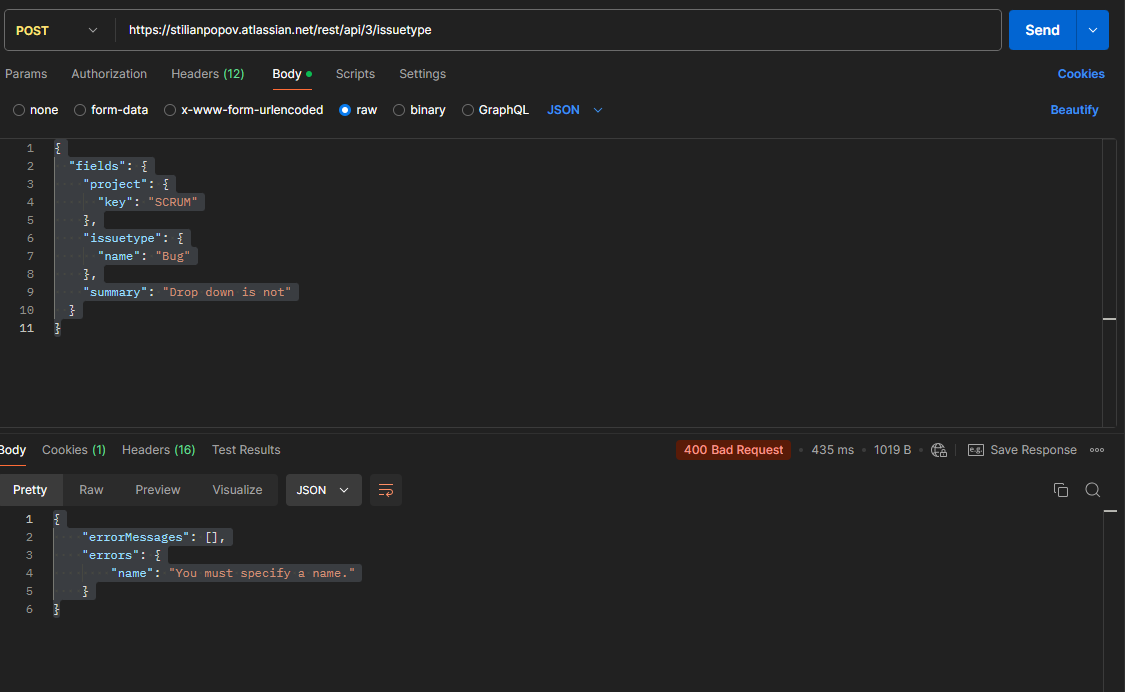 POST https://stilianpopov.atlassian.net/rest/api/3/issuetype Send
Params Authorization Headers (12) Body Scripts Settings Cookies
none form-data x-www-form-urlencoded raw binary GraphQL JSON Beautify
1 {
2 "fields": {
3 "project": {
4 "key": "SCRUM"
5 },
6 "issuetype": {
7 "name": "Bug"
8 },
9 "summary": "Drop down is not"
10 }
11 }
Body Cookies (1) Headers (16) Test Results 400 Bad Request 435 ms 1019 B e.g. Save Response
Pretty Raw Preview Visualize JSON
1 {
2 "errorMessages": [],
3 "errors": {
4 "name": "You must specify a name."
5 }
6 }